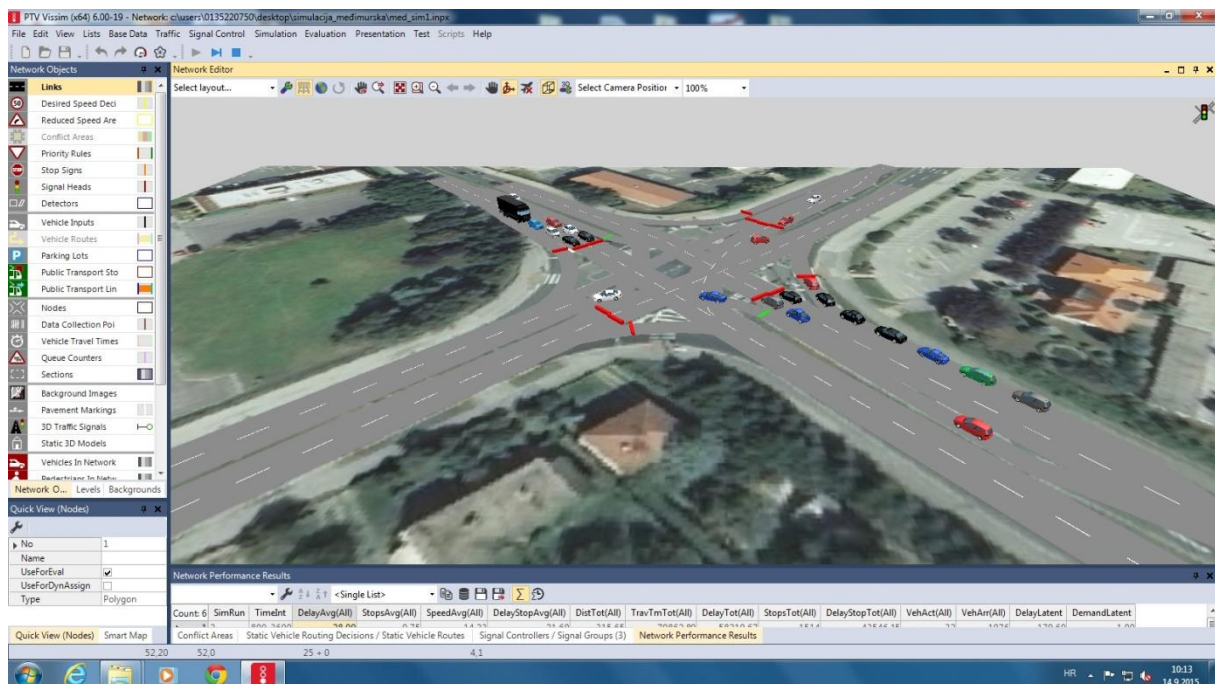 PTV Vissim (x64) 6.00-19 - Network: c:\users\0135220750\desktop\simulacija_međimurska\med_sim1.inpx
File Edit View Lists Base Data Traffic Signal Control Simulation Evaluation Presentation Test Scripts Help
Network Objects
Network Editor
Select layout...
Select Camera Position
100%
Links
Desired Speed Deci
Reduced Speed Are
Conflict Areas
Priority Rules
Stop Signs
Signal Heads
Detectors
Vehicle Inputs
Vehicle Routes
Parking Lots
Public Transport Sto
Public Transport Lin
Nodes
Data Collection Poi
Vehicle Travel Times
Queue Counters
Sections
Background Images
Pavement Markings
3D Traffic Signals
Static 3D Models
Vehicles In Network
Pedestrians In Netw
Network O... Levels Backgrounds
Quick View (Nodes)
No 1
Name
UseForEval
UseForDynAssign
Type Polygon
Quick View (Nodes) Smart Map
Network Performance Results
<Single List>
Count: 6 SimRun TimeInt DelayAvg(All) StopsAvg(All) SpeedAvg(All) DelayStopAvg(All) DistTot(All) TravTmTot(All) DelayTot(All) StopsTot(All) DelayStopTot(All) VehAct(All) VehArr(All) DelayLatent DemandLatent
Conflict Areas Static Vehicle Routing Decisions / Static Vehicle Routes Signal Controllers / Signal Groups (3) Network Performance Results
52,20 52,0 25 + 0 4,1
HR
10:13
14.9.2015